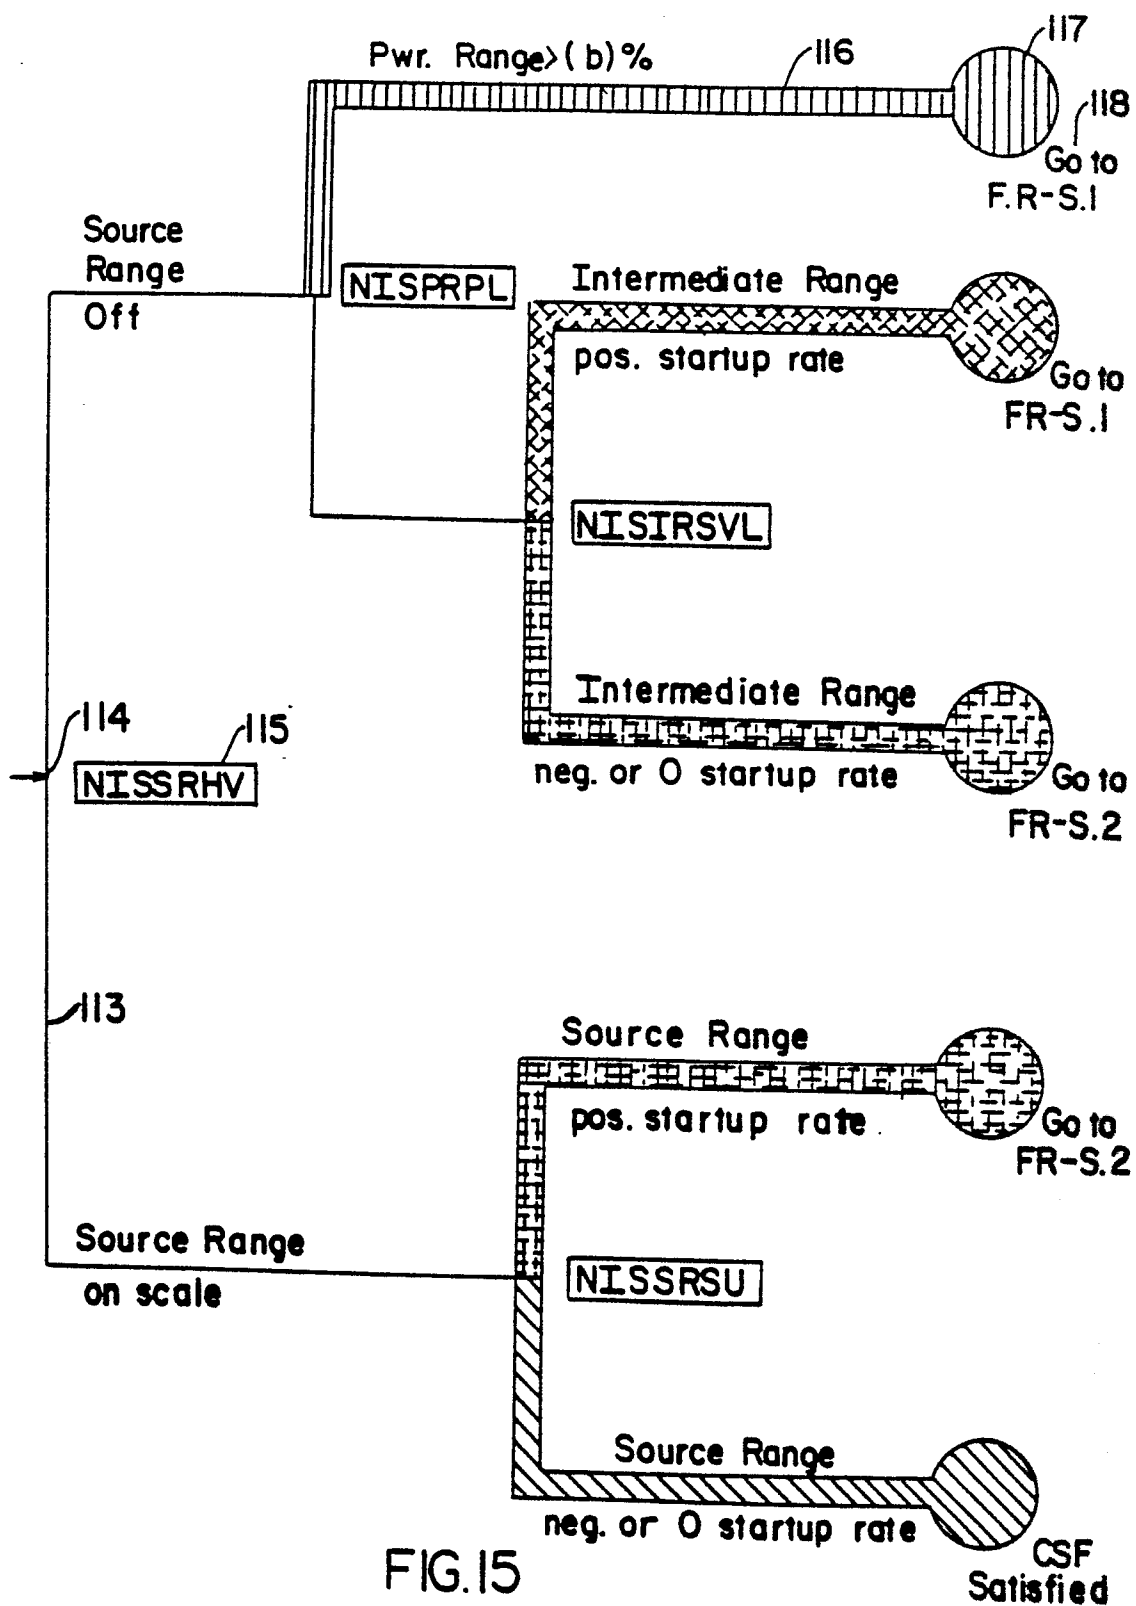 Pwr. Range>(b)%
116
117
118
Go to
F.R-S.1
Source
Range
Off
NISPRPL
Intermediate Range
pos. startup rate
Go to
FR-S.1
NISIRSVL
Intermediate Range
neg. or O startup rate
Go to
FR-S.2
114
115
NISSRHV
113
Source Range
pos. startup rate
Go to
FR-S.2
Source Range
on scale
NISSRSU
Source Range
neg. or O startup rate
CSF
Satisfied
FIG.15